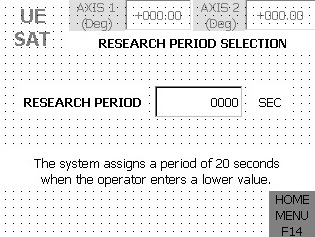 UE
SAT
AXIS 1
(Deg)
+000.00
AXIS 2
(Deg)
+000.00
RESEARCH PERIOD SELECTION
RESEARCH PERIOD 0000 SEC
The system assigns a period of 20 seconds
when the operator enters a lower value.
HOME
MENU
F14